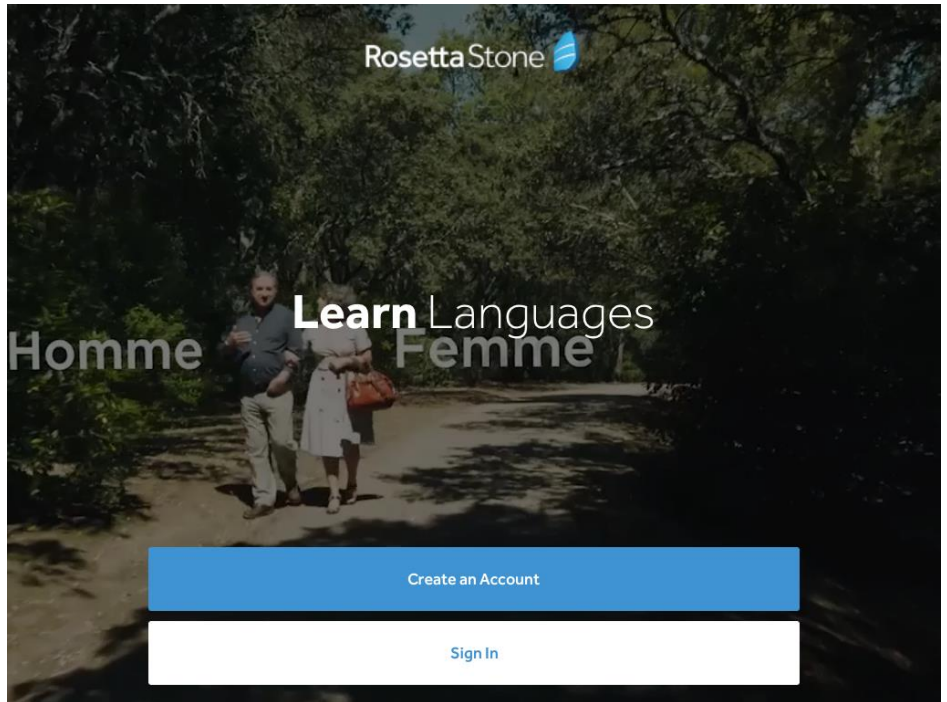 Rosetta Stone
Learn Languages
Homme
Femme
Create an Account
Sign In